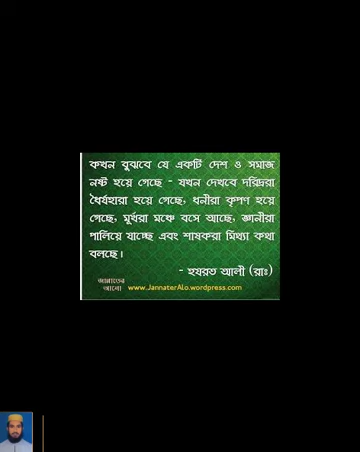 কখন বুঝবে যে একটি দেশ ও সমাজ
নষ্ট হয়ে গেছে - যখন দেখবে দরিদ্ররা
ধৈর্যহারা হয়ে গেছে, ধনীরা কৃপণ হয়ে
গেছে, মূর্খরা মঞ্চে বসে আছে, জ্ঞানীরা
পালিয়ে যাচ্ছে এবং শাষকরা মিথ্যা কথা
বলছে।
- হযরত আলী (রাঃ)
জান্নাতের
আলো
www.JannaterAlo.wordpress.com